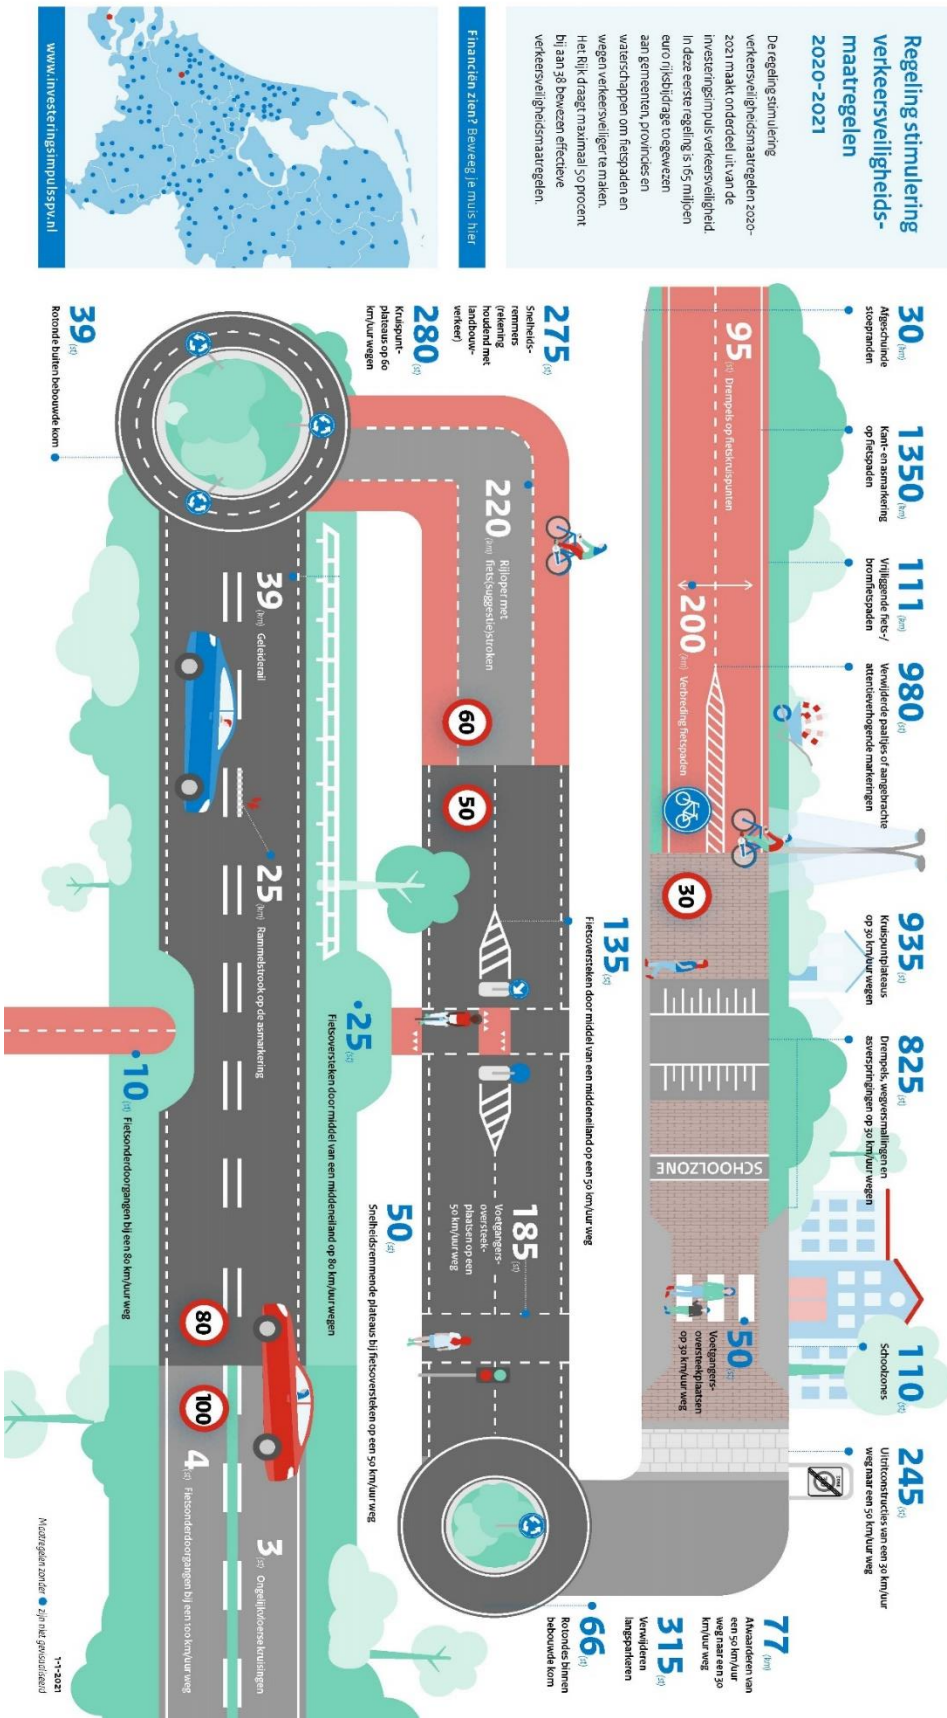 Regeling stimulering
verkeersveiligheids-
maatregelen
2020-2021
De regeling stimulering
verkeersveiligheidsmaatregelen 2020-
2021 maakt onderdeel uit van de
investeringsimpuls verkeersveiligheid.
In deze eerste regeling is 165 miljoen
euro rijksbijdrage toegewezen
aan gemeenten, provincies en
waterschappen om fietspaden en
wegen verkeersveiliger te maken.
Het Rijk draagt maximaal 50 procent
bij aan 38 bewezen effectieve
verkeersveiligheidsmaatregelen.
Financiën zien? Beweeg je muis hier
www.investeringsimpulsspv.nl
30 (km)
Afgeschuinde
stoepranden
1350 (km)
Kant- en asmarkering
op fietspaden
111 (km)
Vrijliggende fiets-/
bromfietspaden
980 (st)
Verwijderde paaltjes of aangebrachte
attentieverhogende markeringen
935 (st)
Kruispuntplateaus
op 30 km/uur wegen
825 (st)
Drempels, wegversmallingen en
asverspringingen op 30 km/uur wegen
110 (st)
Schoolzones
245 (st)
Uitritconstructies van een 30 km/uur
weg naar een 50 km/uur weg
95 (st) Drempels op fietskruispunten
200 (km) Verbreding fietspaden
30
SCHOOLZONE
50 (st)
Voetgangers-
oversteekplaatsen
op 30 km/uur weg
77 (km)
Afwaarderen van
een 50 km/uur
weg naar een 30
km/uur weg
315 (st)
Verwijderen
langsparkeren
66 (st)
Rotondes binnen
bebouwde kom
275 (st)
Snelheids-
remmers
(rekening
houdend met
landbouw-
verkeer)
280 (st)
Kruispunt-
plateaus op 60
km/uur wegen
220 (km) Rijloper met
fiets(suggestie)stroken
60
50
135 (st)
Fietsoversteken door middel van een middeneiland op een 50 km/uur weg
185 (st)
Voetgangers-
oversteek-
plaatsen op een
50 km/uur weg
50 (st)
Snelheidsremmende plateaus bij fietsoversteken op een 50 km/uur weg
39 (st)
Rotonde buiten bebouwde kom
39 (km) Geleiderail
25 (km) Rammelstrook op de asmarkering
25 (st)
Fietsoversteken door middel van een middeneiland op 80 km/uur wegen
10 (st) Fietsonderdoorgangen bij een 80 km/uur weg
80
100
3 (st) Ongelijkvloerse kruisingen
4 (st) Fietsonderdoorgangen bij een 100 km/uur weg
1-1-2021
Maatregelen zonder ● zijn niet gevisualiseerd